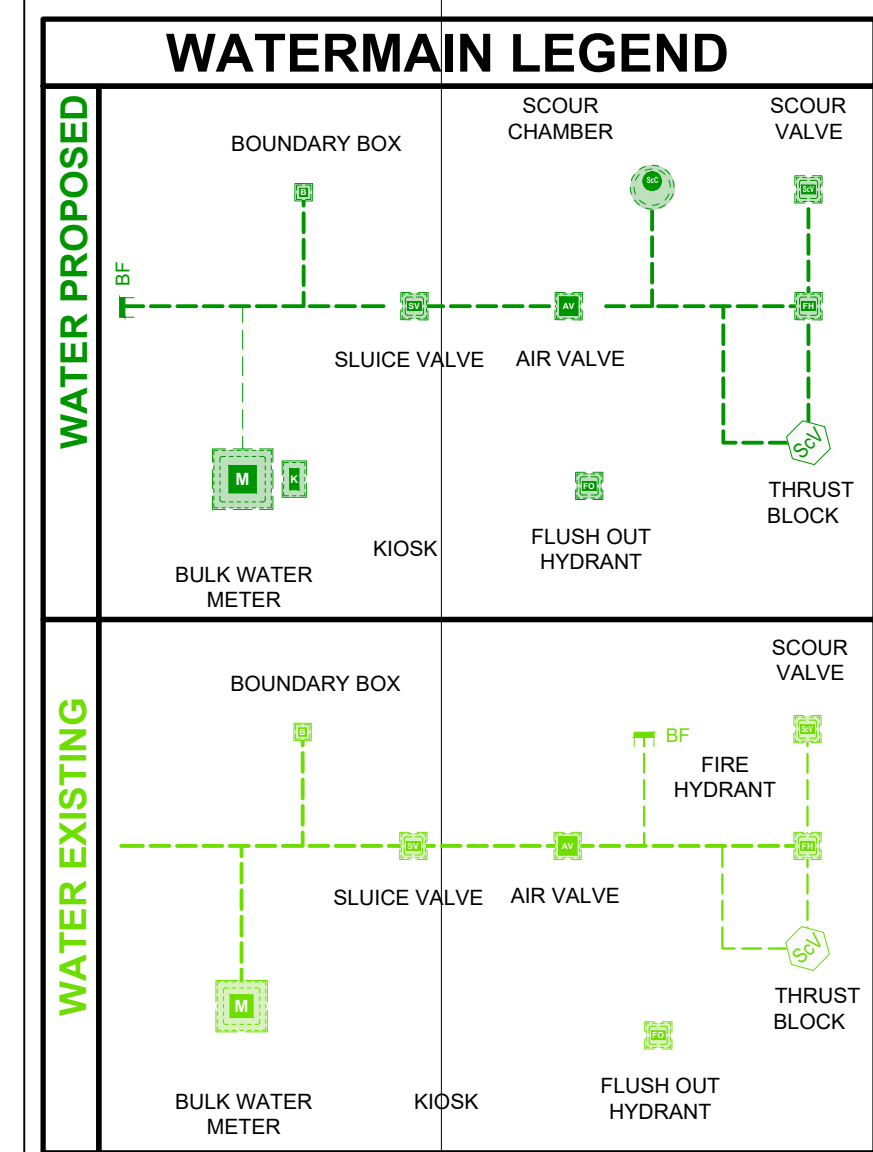 WATERMAIN LEGEND
WATER PROPOSED
SCOUR
CHAMBER
SCOUR
VALVE
BOUNDARY BOX
B
ScC
ScV
BF
SV
AV
FH
SLUICE VALVE
AIR VALVE
ScV
M
K
FO
THRUST
BLOCK
KIOSK
FLUSH OUT
HYDRANT
BULK WATER
METER
WATER EXISTING
SCOUR
VALVE
BOUNDARY BOX
B
BF
ScV
FIRE
HYDRANT
SV
AV
FH
SLUICE VALVE
AIR VALVE
ScV
M
THRUST
BLOCK
FO
BULK WATER
METER
KIOSK
FLUSH OUT
HYDRANT